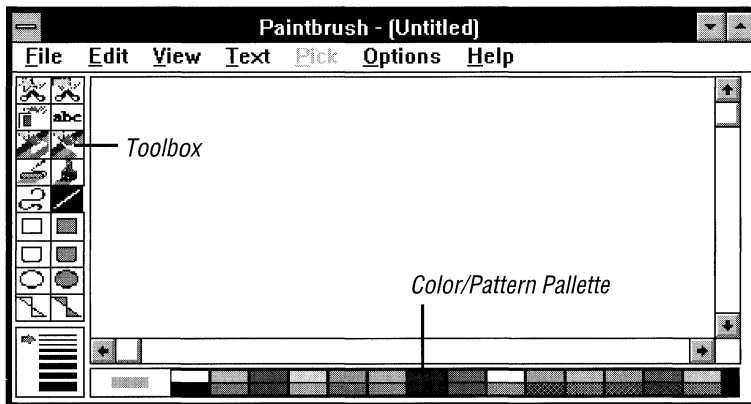 Paintbrush - (Untitled)
File Edit View Text Pick Options Help
abc
Toolbox
Color/Pattern Pallette